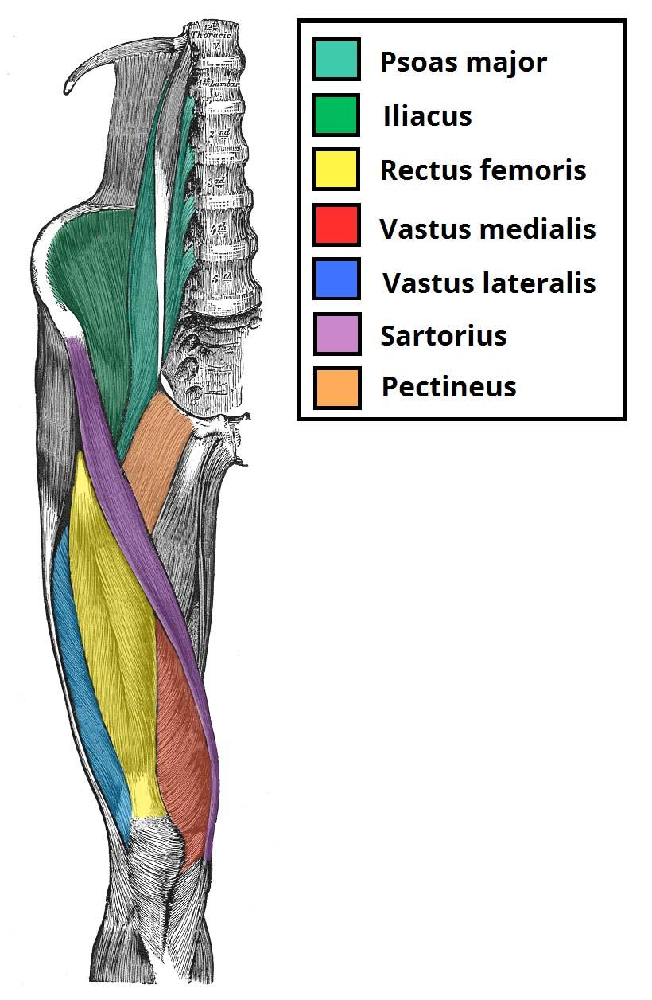 12th
Thoracic
V.
1st Lumbar
V.
2nd
3rd
4th
5th
Psoas major
Iliacus
Rectus femoris
Vastus medialis
Vastus lateralis
Sartorius
Pectineus